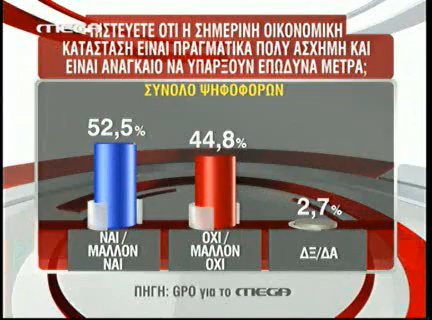 MEGA
ΠΙΣΤΕΥΕΤΕ ΟΤΙ Η ΣΗΜΕΡΙΝΗ ΟΙΚΟΝΟΜΙΚΗ
ΚΑΤΑΣΤΑΣΗ ΕΙΝΑΙ ΠΡΑΓΜΑΤΙΚΑ ΠΟΛΥ ΑΣΧΗΜΗ ΚΑΙ
ΕΙΝΑΙ ΑΝΑΓΚΑΙΟ ΝΑ ΥΠΑΡΞΟΥΝ ΕΠΩΔΥΝΑ ΜΕΤΡΑ;
ΣΥΝΟΛΟ ΨΗΦΟΦΟΡΩΝ
52,5% 44,8% 2,7%
ΝΑΙ / ΟΧΙ / ΔΞ/ΔΑ
ΜΑΛΛΟΝ ΜΑΛΛΟΝ
ΝΑΙ ΟΧΙ
ΠΗΓΗ: GPO για το MEGA